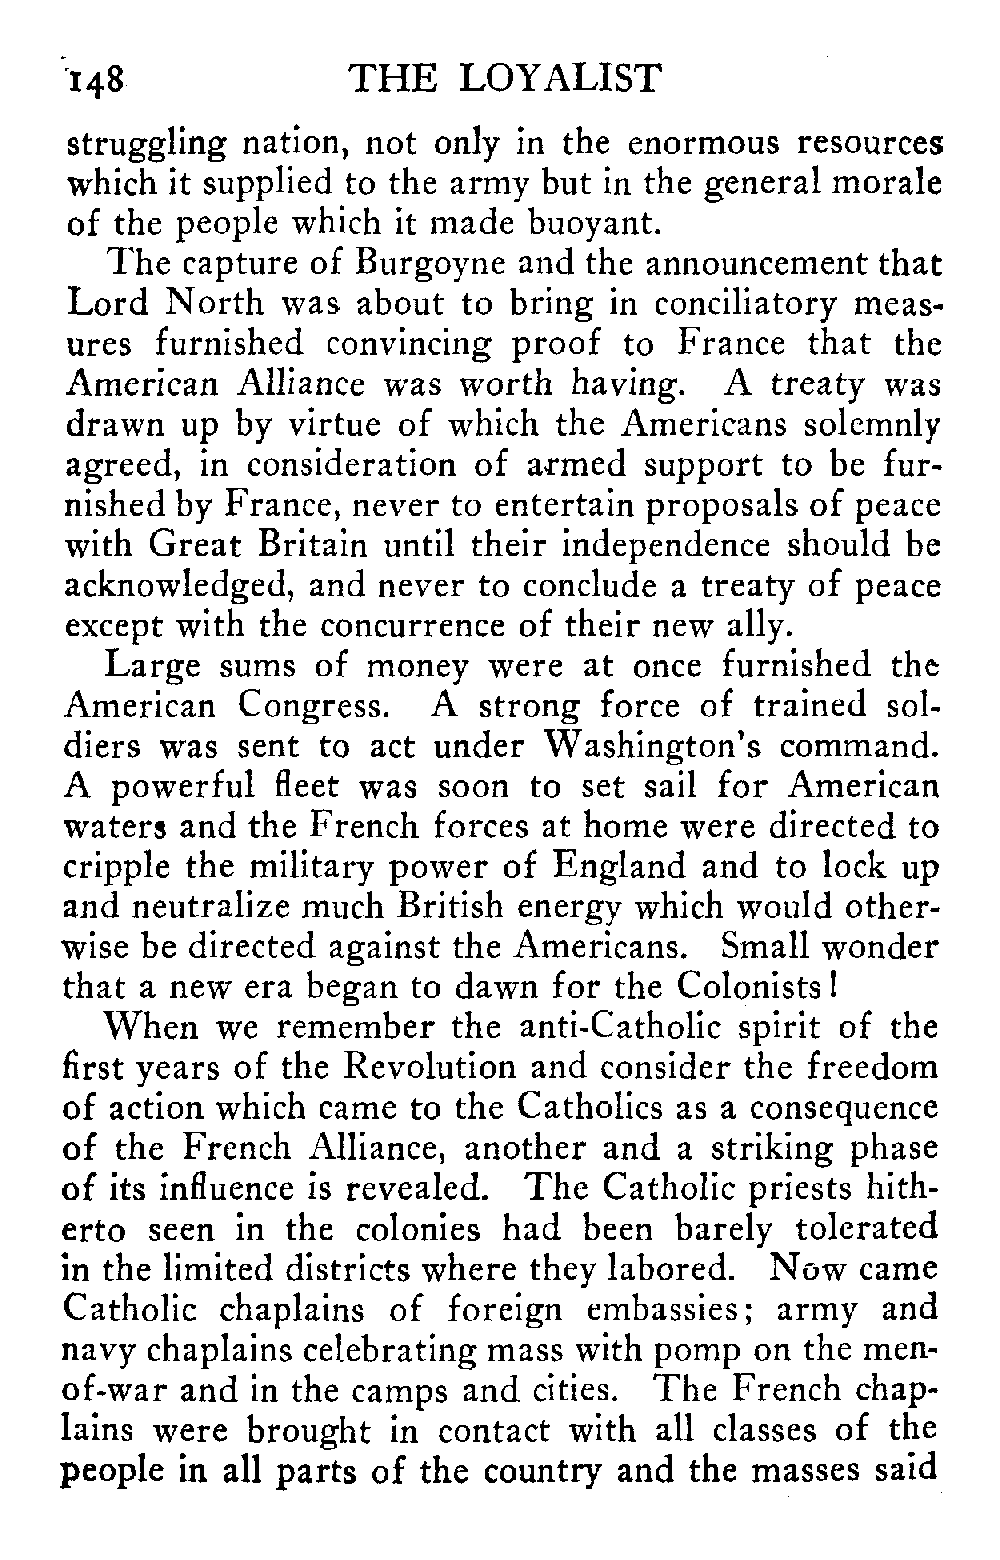 148 THE LOYALIST
struggling nation, not only in the enormous resources
which it supplied to the army but in the general morale
of the people which it made buoyant.
The capture of Burgoyne and the announcement that
Lord North was about to bring in conciliatory meas-
ures furnished convincing proof to France that the
American Alliance was worth having. A treaty was
drawn up by virtue of which the Americans solemnly
agreed, in consideration of armed support to be fur-
nished by France, never to entertain proposals of peace
with Great Britain until their independence should be
acknowledged, and never to conclude a treaty of peace
except with the concurrence of their new ally.
Large sums of money were at once furnished the
American Congress. A strong force of trained sol-
diers was sent to act under Washington's command.
A powerful fleet was soon to set sail for American
waters and the French forces at home were directed to
cripple the military power of England and to lock up
and neutralize much British energy which would other-
wise be directed against the Americans. Small wonder
that a new era began to dawn for the Colonists!
When we remember the anti-Catholic spirit of the
first years of the Revolution and consider the freedom
of action which came to the Catholics as a consequence
of the French Alliance, another and a striking phase
of its influence is revealed. The Catholic priests hith-
erto seen in the colonies had been barely tolerated
in the limited districts where they labored. Now came
Catholic chaplains of foreign embassies; army and
navy chaplains celebrating mass with pomp on the men-
of-war and in the camps and cities. The French chap-
lains were brought in contact with all classes of the
people in all parts of the country and the masses said